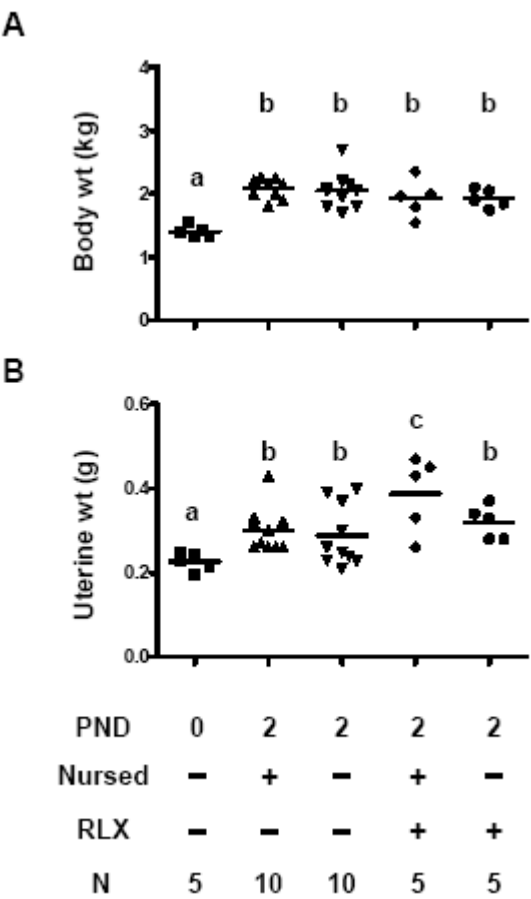 A
Body wt (kg)
4
3
2
1
0
a b b b b
B
Uterine wt (g)
0.6
0.4
0.2
0.0
a b b c b
PND 0 2 2 2 2
Nursed − + − + −
RLX − − − + +
N 5 10 10 5 5